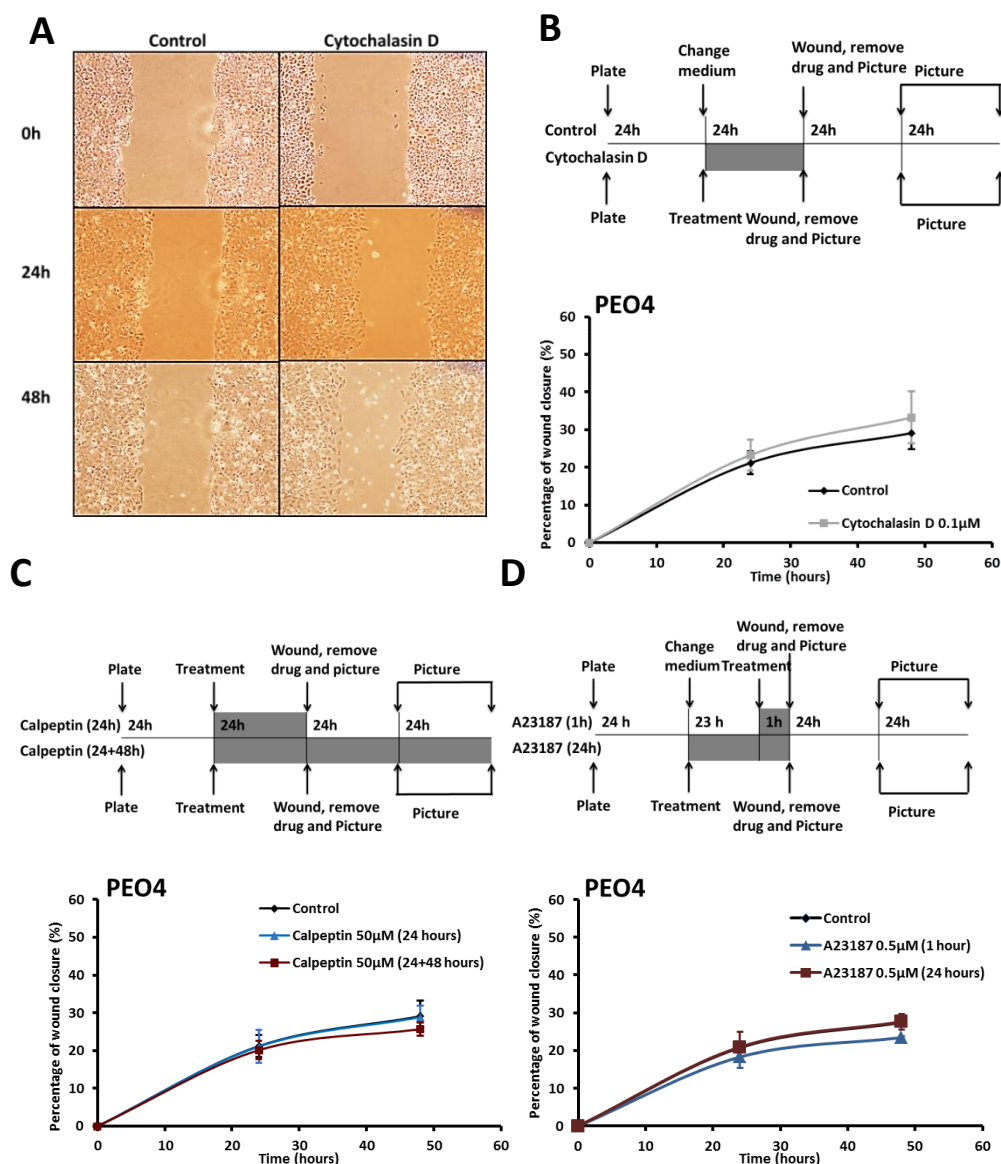 A
Control
Cytochalasin D
0h
24h
48h
B
Plate
Change
medium
Wound, remove
drug and Picture
Picture
Control
24h
24h
24h
24h
Cytochalasin D
Plate
Treatment
Wound, remove
drug and Picture
Picture
PEO4
Percentage of wound closure (%)
60
50
40
30
20
10
0
Control
Cytochalasin D 0.1µM
0
10
20
30
40
50
60
Time (hours)
C
Plate
Treatment
Wound, remove
drug and picture
Picture
Calpeptin (24h)
24h
24h
24h
24h
Calpeptin (24+48h)
Plate
Treatment
Wound, remove
drug and Picture
Picture
PEO4
Percentage of wound closure (%)
60
50
40
30
20
10
0
Control
Calpeptin 50µM (24 hours)
Calpeptin 50µM (24+48 hours)
0
20
40
60
Time (hours)
D
Plate
Change
medium
Treatment
Wound, remove
drug and Picture
Picture
A23187 (1h)
24 h
23 h
1h
24h
24h
A23187 (24h)
Plate
Treatment
Wound, remove
drug and Picture
Picture
PEO4
Percentage of wound closure (%)
60
50
40
30
20
10
0
Control
A23187 0.5µM (1 hour)
A23187 0.5µM (24 hours)
0
10
20
30
40
50
60
Time (hours)